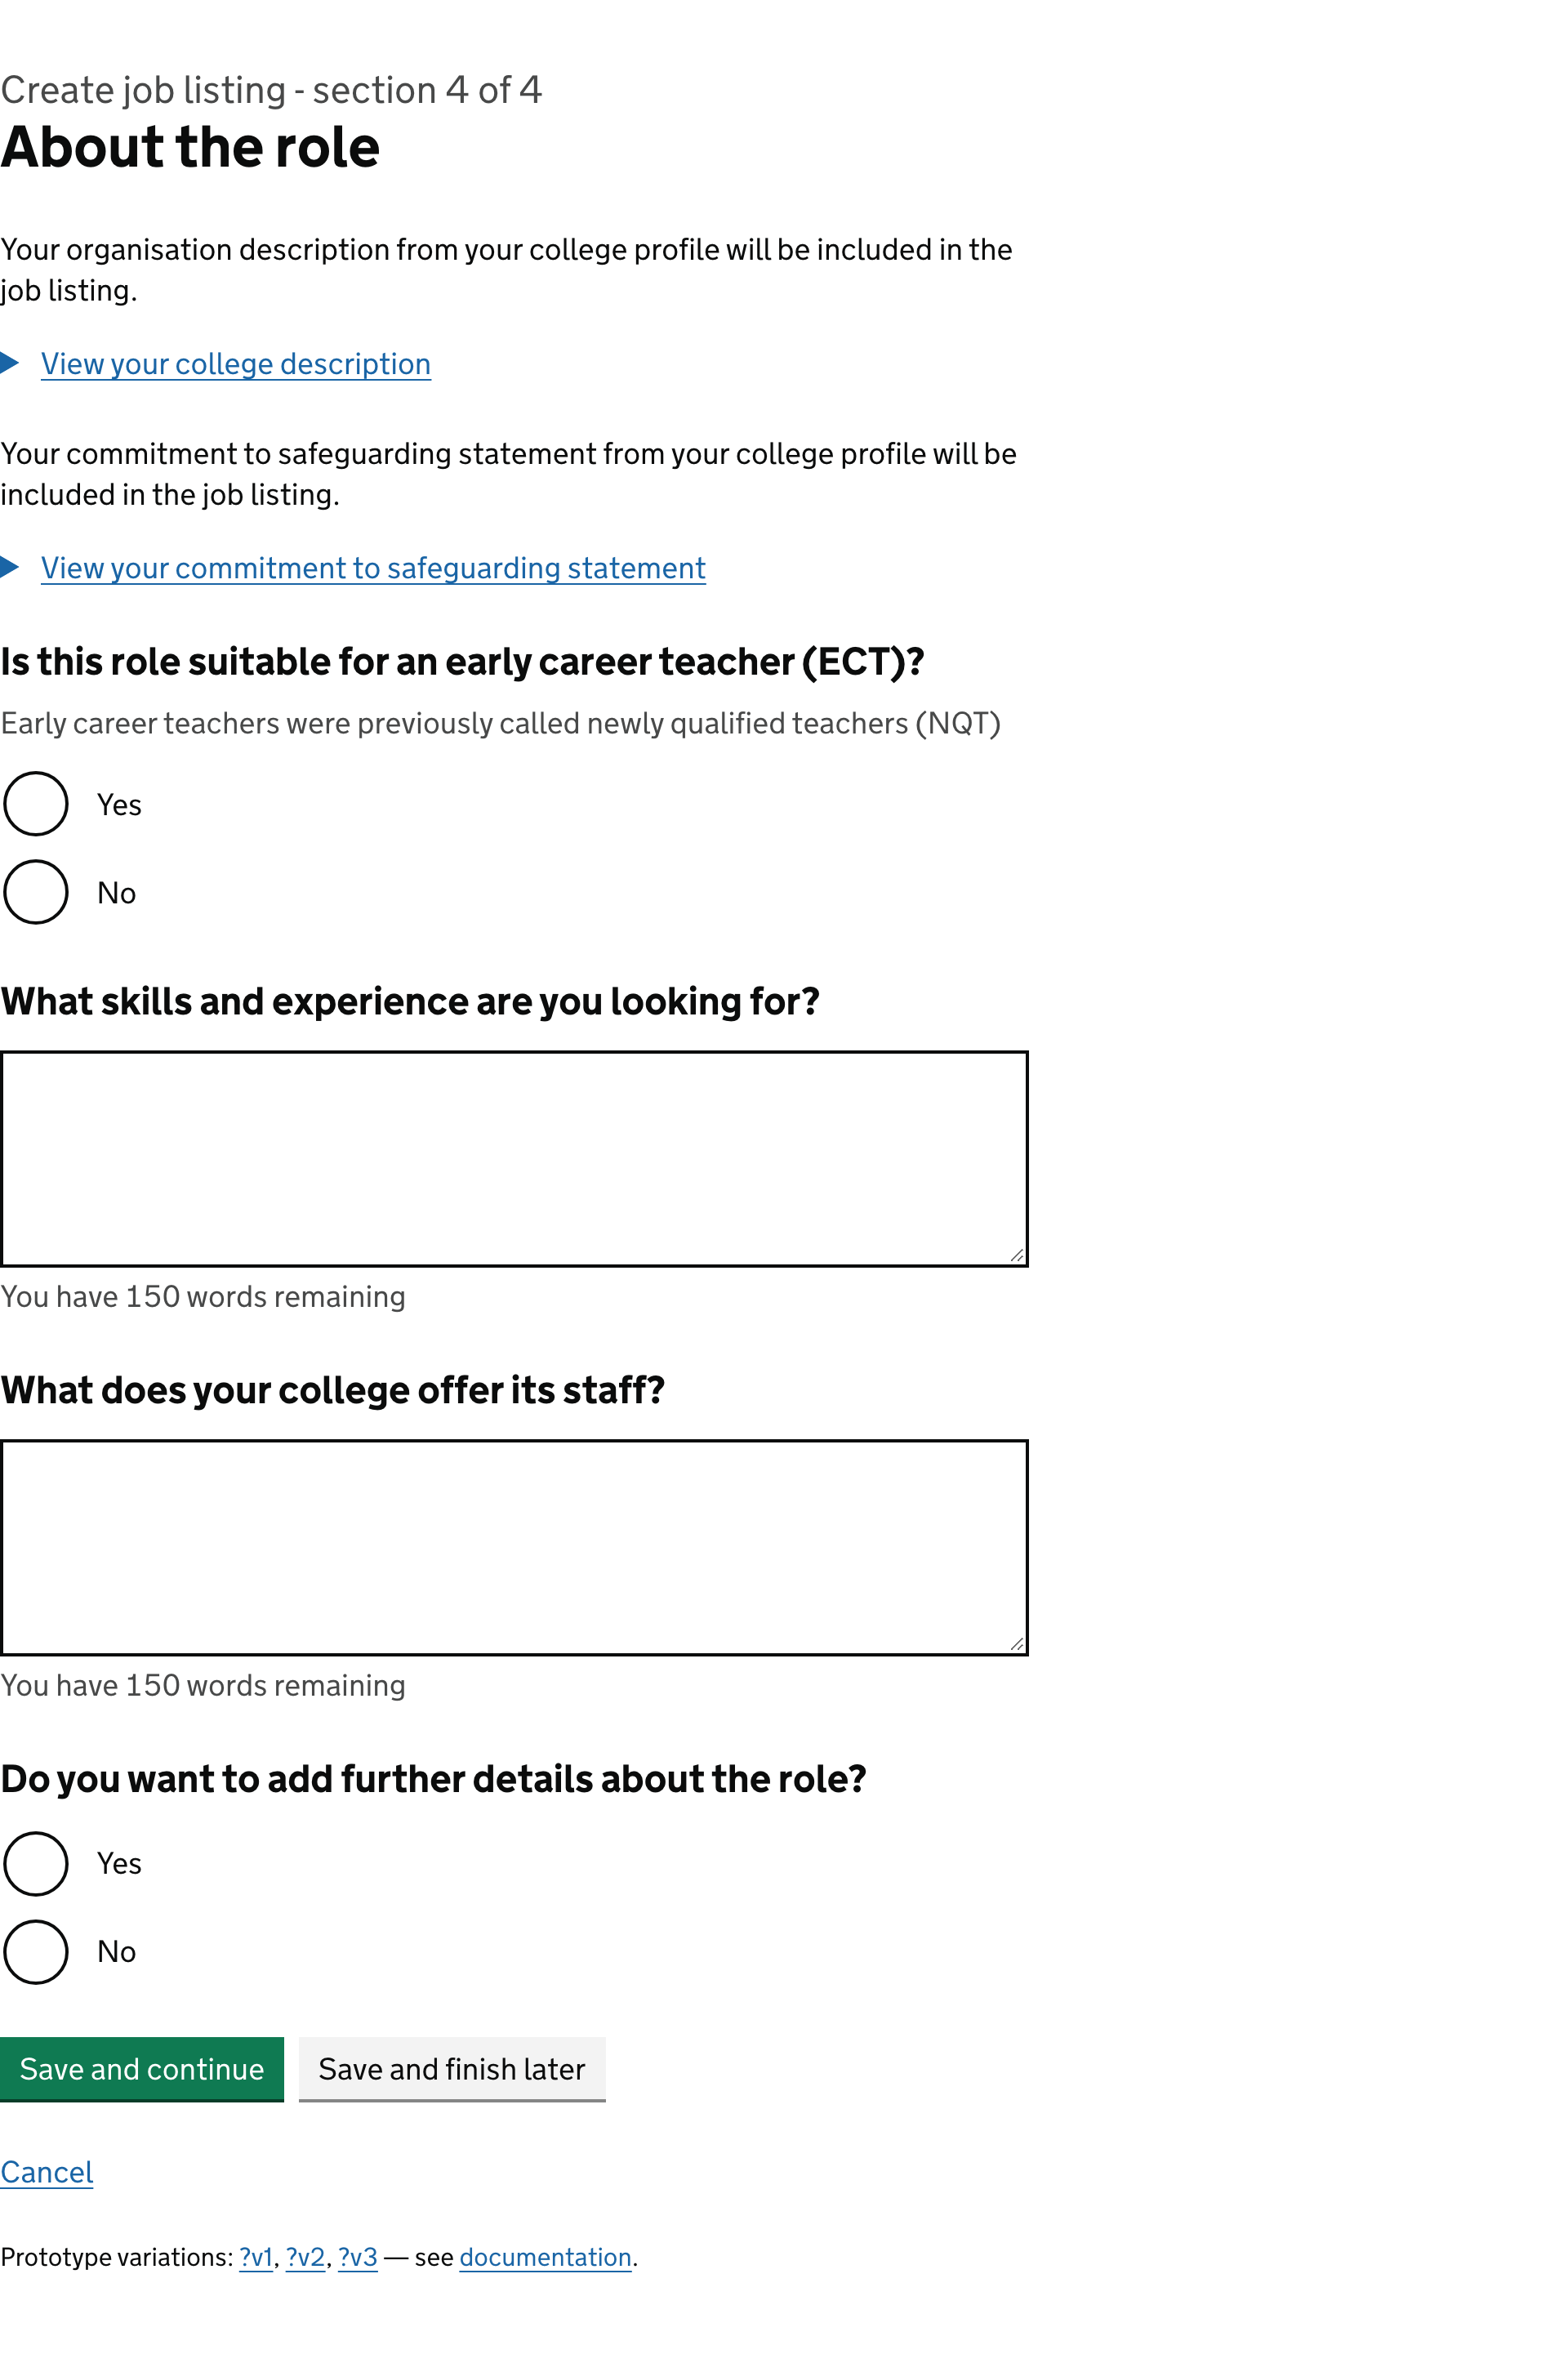 Create job listing - section 4 of 4
About the role
Your organisation description from your college profile will be included in the
job listing.
View your college description
Your commitment to safeguarding statement from your college profile will be
included in the job listing.
View your commitment to safeguarding statement
Is this role suitable for an early career teacher (ECT)?
Early career teachers were previously called newly qualified teachers (NQT)
Yes
No
What skills and experience are you looking for?
You have 150 words remaining
What does your college offer its staff?
You have 150 words remaining
Do you want to add further details about the role?
Yes
No
Save and continue Save and finish later
Cancel
Prototype variations: ?v1, ?v2, ?v3 — see documentation.